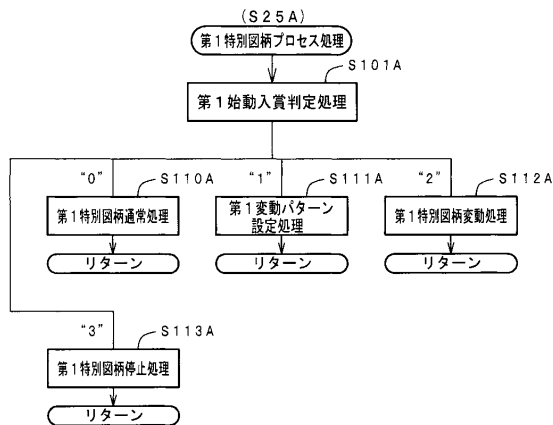 (S25A)
第1特別図柄プロセス処理
S101A
第1始動入賞判定処理
“0”
S110A
第1特別図柄通常処理
リターン
“1”
S111A
第1変動パターン
設定処理
リターン
“2”
S112A
第1特別図柄変動処理
リターン
“3”
S113A
第1特別図柄停止処理
リターン